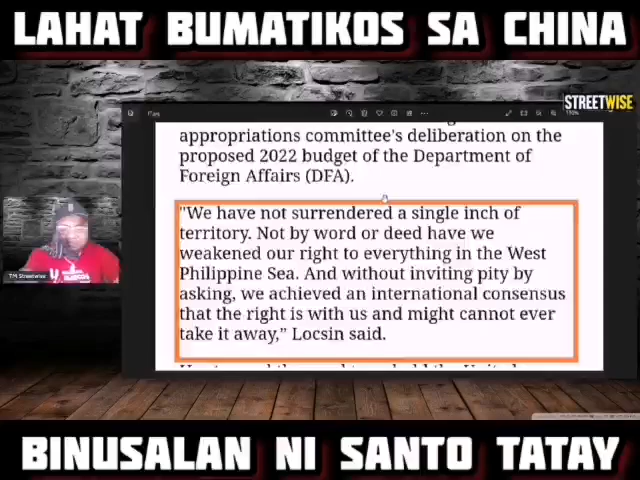 LAHAT BUMATIKOS SA CHINA
STREETWISE
appropriations committee's deliberation on the
proposed 2022 budget of the Department of
Foreign Affairs (DFA).
"We have not surrendered a single inch of
territory. Not by word or deed have we
weakened our right to everything in the West
Philippine Sea. And without inviting pity by
asking, we achieved an international consensus
that the right is with us and might cannot ever
take it away,” Locsin said.
TM Streetwise
BINUSALAN NI SANTO TATAY